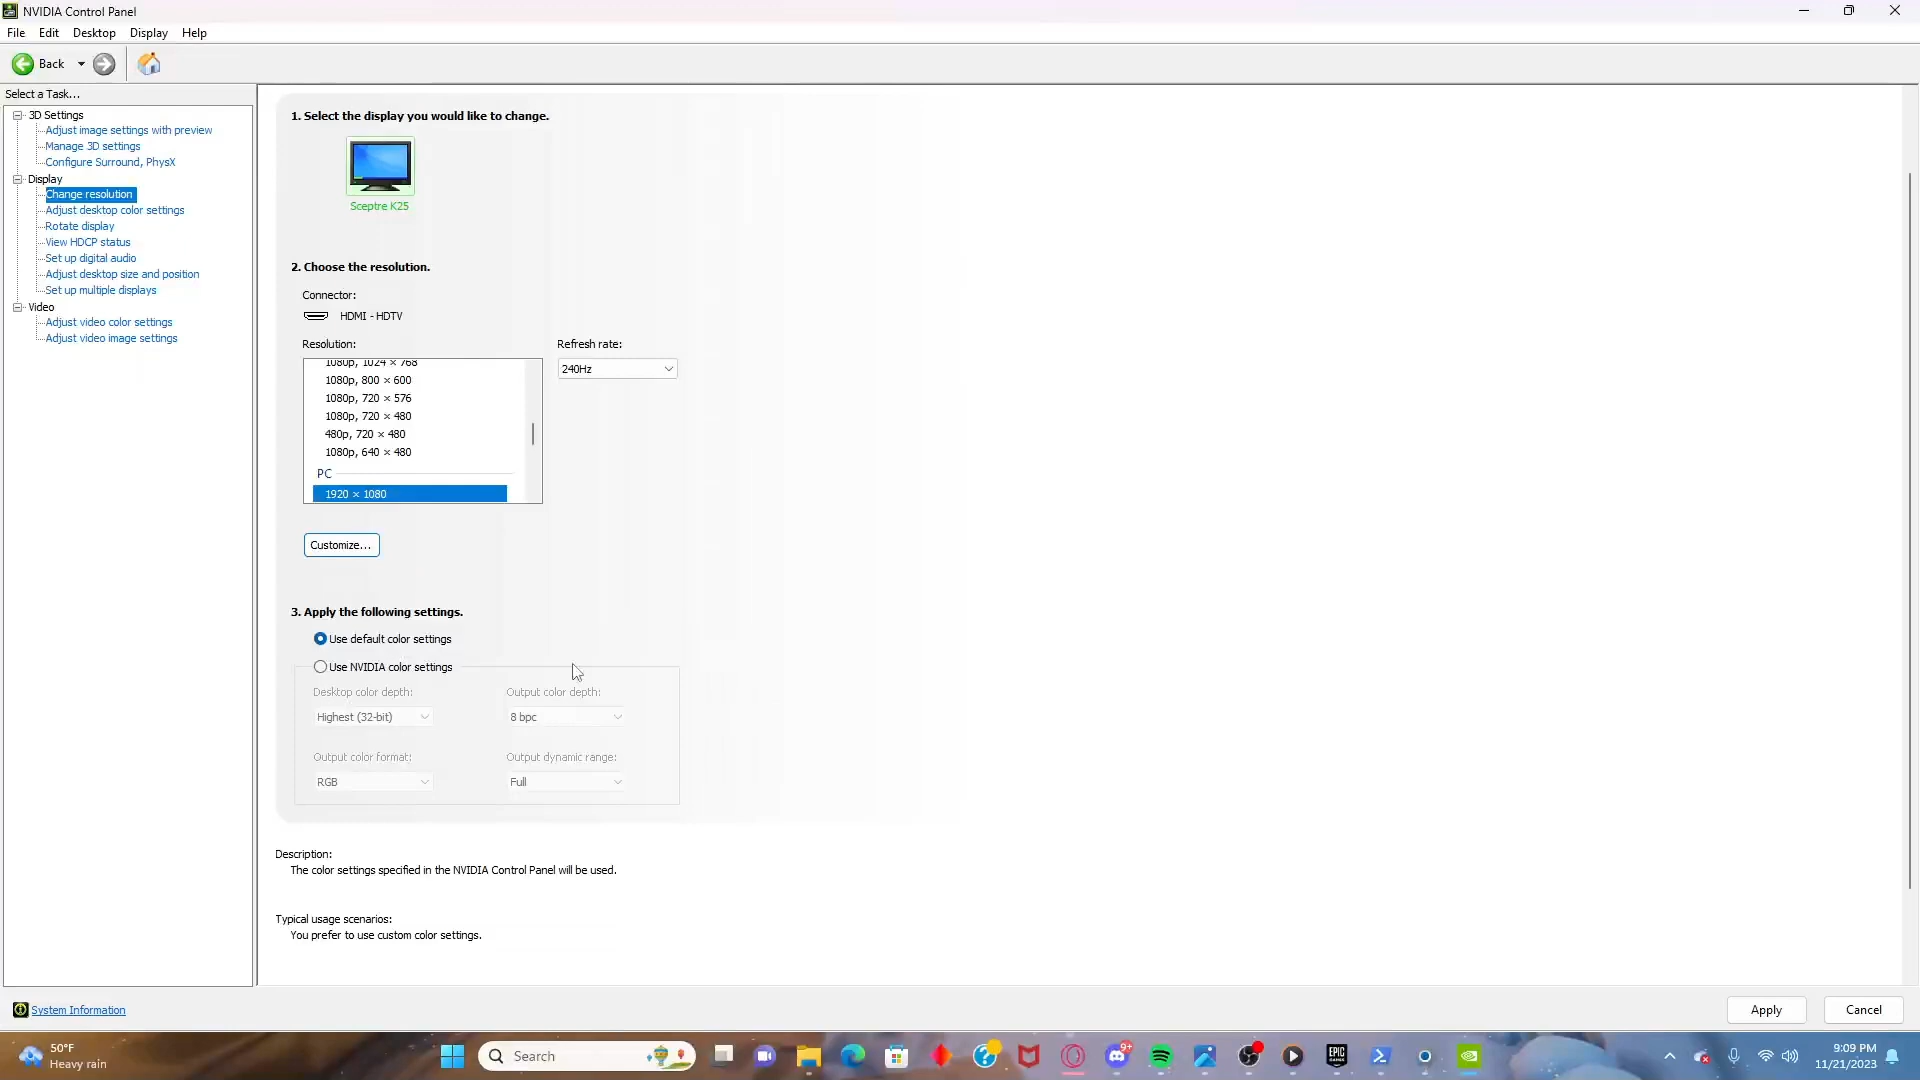 NVIDIA Control Panel
File Edit Desktop Display Help
Back
Select a Task...
3D Settings
Adjust image settings with preview
Manage 3D settings
Configure Surround, PhysX
Display
Change resolution
Adjust desktop color settings
Rotate display
View HDCP status
Set up digital audio
Adjust desktop size and position
Set up multiple displays
Video
Adjust video color settings
Adjust video image settings
1. Select the display you would like to change.
Sceptre K25
2. Choose the resolution.
Connector:
HDMI - HDTV
Resolution:
Refresh rate:
1080p, 1024 × 768
240Hz
1080p, 800 × 600
1080p, 720 × 576
1080p, 720 × 480
480p, 720 × 480
1080p, 640 × 480
PC
1920 × 1080
Customize...
3. Apply the following settings.
Use default color settings
Use NVIDIA color settings
Desktop color depth:
Output color depth:
Highest (32-bit)
8 bpc
Output color format:
Output dynamic range:
RGB
Full
Description:
The color settings specified in the NVIDIA Control Panel will be used.
Typical usage scenarios:
You prefer to use custom color settings.
System Information
Apply
Cancel
50°F
Heavy rain
Search
9+
EPIC
GAMES
9:09 PM
11/21/2023